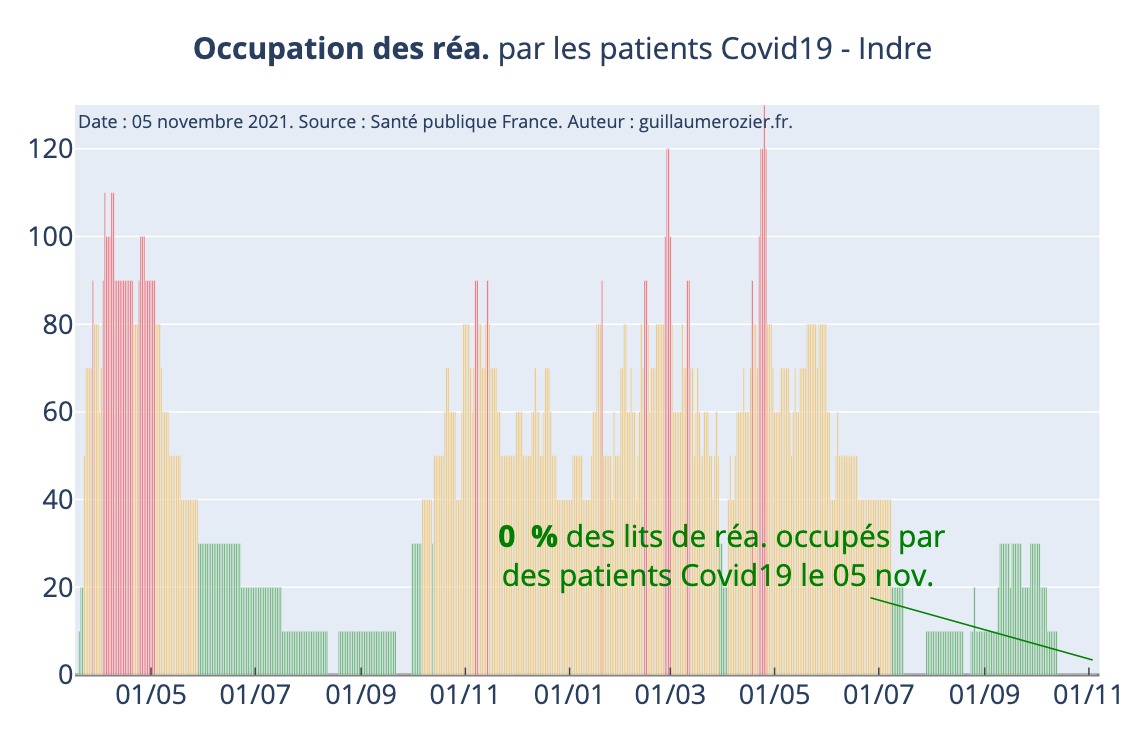 Occupation des réa. par les patients Covid19 - Indre
Date : 05 novembre 2021. Source : Santé publique France. Auteur : guillaumerozier.fr.
120
100
80
60
40
20
0
0 % des lits de réa. occupés par
des patients Covid19 le 05 nov.
01/05 01/07 01/09 01/11 01/01 01/03 01/05 01/07 01/09 01/11